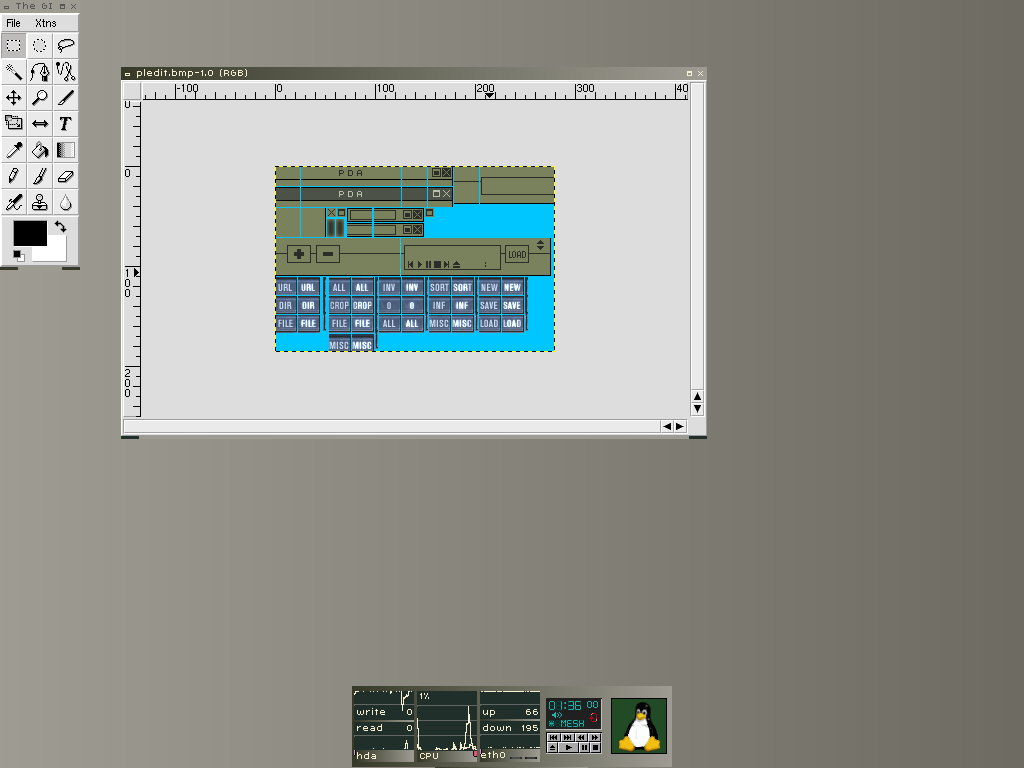 The GI
File Xtns
pledit.bmp-1.0 (RGB)
-100 0 100 200 300 40
0
0
100
200
PDA
PDA
LOAD
URL URL ALL ALL INV INV SORT SORT NEW NEW
DIR DIR CROP CROP 0 0 INF INF SAVE SAVE
FILE FILE FILE FILE ALL ALL MISC MISC LOAD LOAD
MISC MISC
1%
write 0
read 0
hda
CPU
up 66
down 195
eth0
01:36 00
MESH